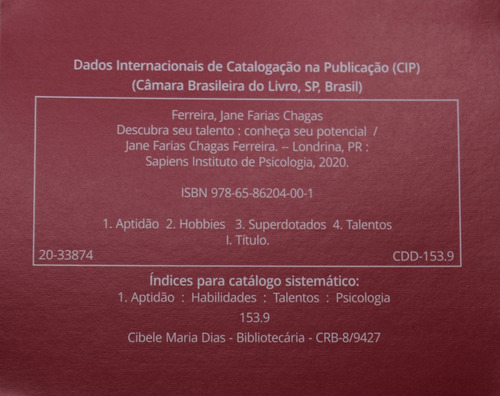 Dados Internacionais de Catalogação na Publicação (CIP)
(Câmara Brasileira do Livro, SP, Brasil)
Ferreira, Jane Farias Chagas
Descubra seu talento : conheça seu potencial /
Jane Farias Chagas Ferreira. -- Londrina, PR :
Sapiens Instituto de Psicologia, 2020.
ISBN 978-65-86204-00-1
1. Aptidão 2. Hobbies 3. Superdotados 4. Talentos
I. Título.
20-33874 CDD-153.9
Índices para catálogo sistemático:
1. Aptidão : Habilidades : Talentos : Psicologia
153.9
Cibele Maria Dias - Bibliotecária - CRB-8/9427